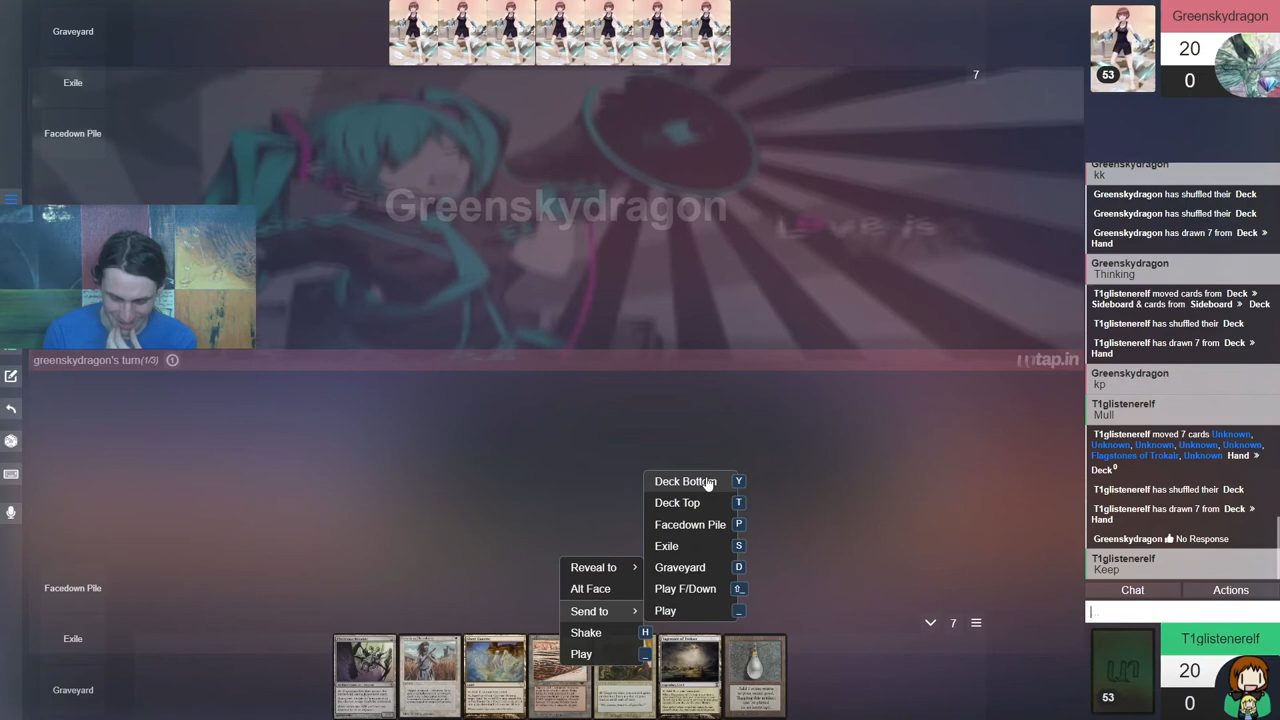 Graveyard
Exile
Facedown Pile
7
53
Greenskydragon
20
0
Greenskydragon
Greenskydragon
kk
Greenskydragon has shuffled their Deck
Greenskydragon has shuffled their Deck
Greenskydragon has drawn 7 from Deck »
Hand
Greenskydragon
Thinking
T1glistenerelf moved cards from Deck »
Sideboard & cards from Sideboard » Deck
T1glistenerelf has shuffled their Deck
T1glistenerelf has drawn 7 from Deck »
Hand
Greenskydragon
kp
T1glistenerelf
Mull
T1glistenerelf moved 7 cards Unknown,
Unknown, Unknown, Unknown, Unknown,
Flagstones of Trokair, Unknown Hand »
Deck0
T1glistenerelf has shuffled their Deck
T1glistenerelf has drawn 7 from Deck »
Hand
Greenskydragon No Response
T1glistenerelf
Keep
Chat
Actions
greenskydragon's turn(1/3)
1
untap.in
Deck Bottom Y
Deck Top T
Facedown Pile P
Exile S
Graveyard D
Play F/Down ⇧_
Play _
Reveal to ›
Alt Face
Send to ›
Shake H
Play _
Facedown Pile
Exile
Graveyard
7
53
T1glistenerelf
20
0